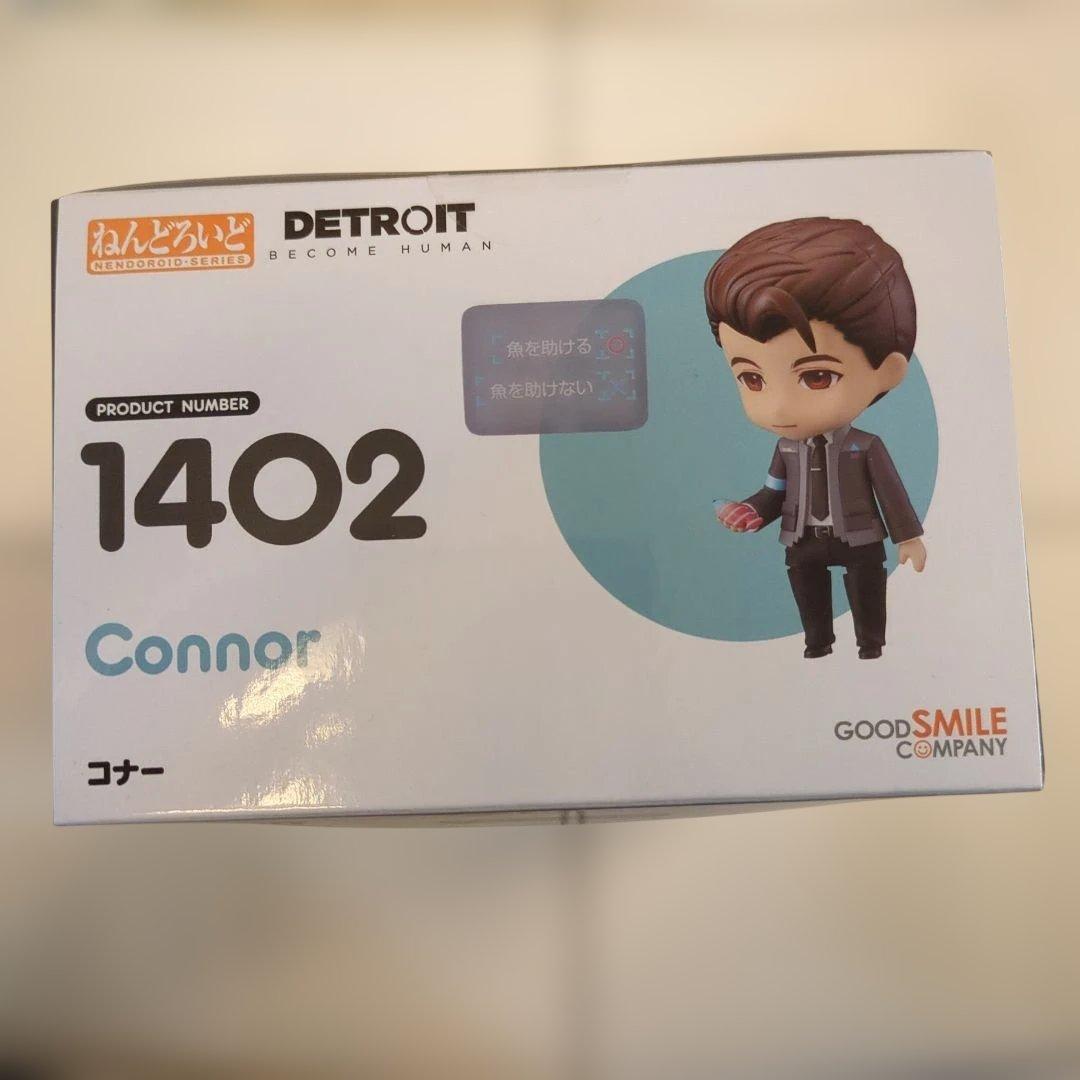 ねんどろいど
NENDOROID·SERIES
DETROIT
BECOME HUMAN
魚を助ける
魚を助けない
PRODUCT NUMBER
1402
Connor
コナー
GOOD SMILE
COMPANY